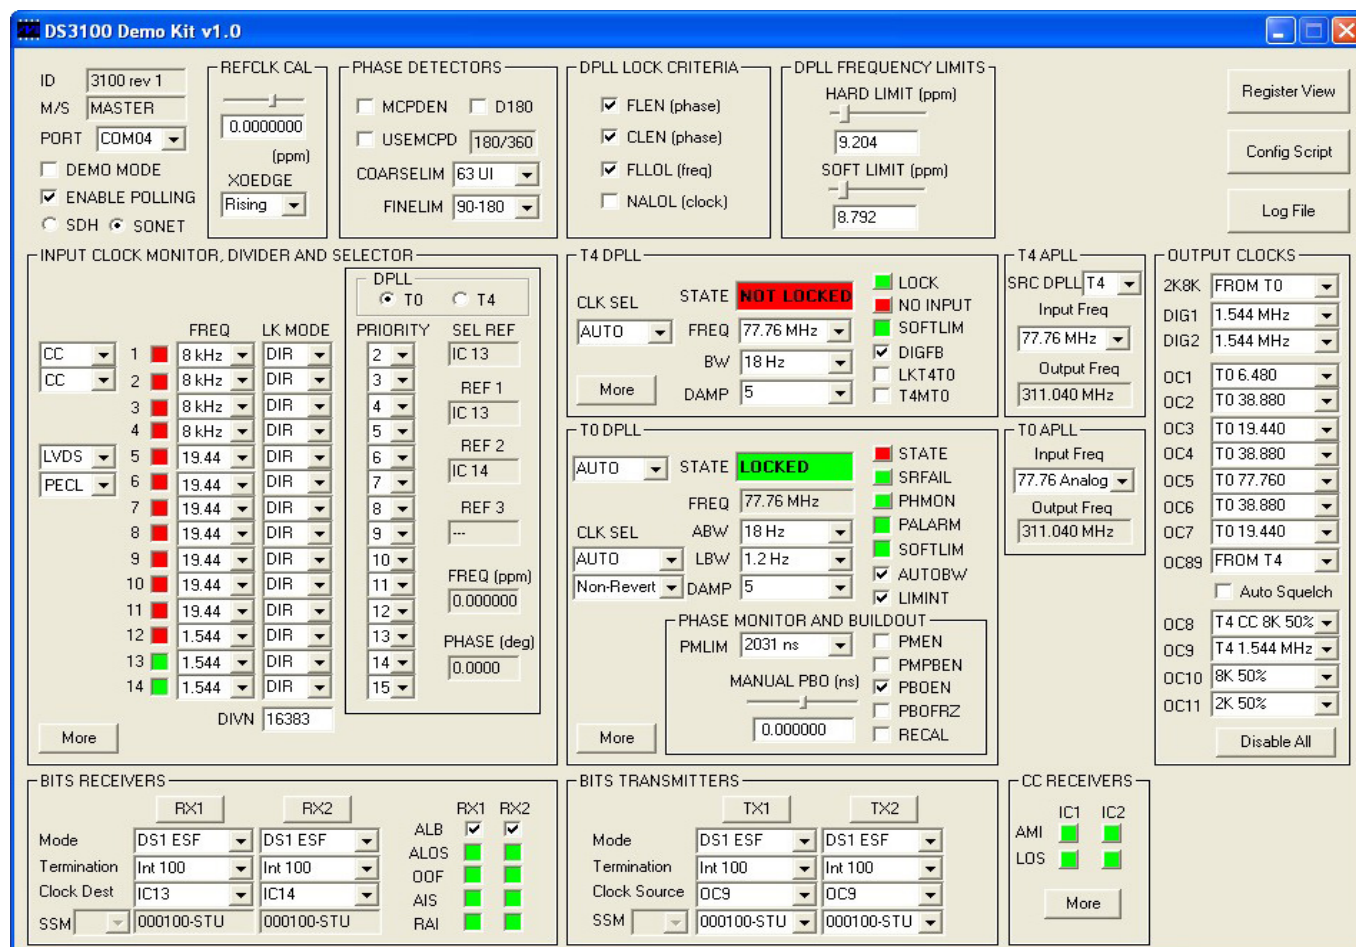 DS3100 Demo Kit v1.0
ID 3100 rev 1
M/S MASTER
PORT COM04
DEMO MODE
ENABLE POLLING
SDH SONET
REFCLK CAL
0.0000000
(ppm)
XOEDGE
Rising
PHASE DETECTORS
MCPDEN D180
USEMCPD 180/360
COARSELIM 63 UI
FINELIM 90-180
DPLL LOCK CRITERIA
FLEN (phase)
CLEN (phase)
FLLOL (freq)
NALOL (clock)
DPLL FREQUENCY LIMITS
HARD LIMIT (ppm)
9.204
SOFT LIMIT (ppm)
8.792
Register View
Config Script
Log File
INPUT CLOCK MONITOR, DIVIDER AND SELECTOR
DPLL
T0 T4
FREQ LK MODE PRIORITY SEL REF
CC 1 8 kHz DIR 2 IC 13
CC 2 8 kHz DIR 3 REF 1
3 8 kHz DIR 4 IC 13
4 8 kHz DIR 5 REF 2
LVDS 5 19.44 DIR 6 IC 14
PECL 6 19.44 DIR 7
7 19.44 DIR 8 REF 3
8 19.44 DIR 9 ---
9 19.44 DIR 10
10 19.44 DIR 11 FREQ (ppm)
11 19.44 DIR 12 0.000000
12 1.544 DIR 13 PHASE (deg)
13 1.544 DIR 14 0.0000
14 1.544 DIR 15
DIVN 16383
More
T4 DPLL
CLK SEL
AUTO
More
STATE NOT LOCKED
FREQ 77.76 MHz
BW 18 Hz
DAMP 5
LOCK
NO INPUT
SOFTLIM
DIGFB
LKT4T0
T4MT0
T0 DPLL
AUTO STATE LOCKED
FREQ 77.76 MHz
CLK SEL ABW 18 Hz
AUTO LBW 1.2 Hz
Non-Revert DAMP 5
STATE
SRFAIL
PHMON
PALARM
SOFTLIM
AUTOBW
LIMINT
PHASE MONITOR AND BUILDOUT
PMLIM 2031 ns
MANUAL PBO (ns)
0.000000
PMEN
PMPBEN
PBOEN
PBOFRZ
RECAL
More
T4 APLL
SRC DPLL T4
Input Freq
77.76 MHz
Output Freq
311.040 MHz
T0 APLL
Input Freq
77.76 Analog
Output Freq
311.040 MHz
OUTPUT CLOCKS
2K8K FROM T0
DIG1 1.544 MHz
DIG2 1.544 MHz
OC1 T0 6.480
OC2 T0 38.880
OC3 T0 19.440
OC4 T0 38.880
OC5 T0 77.760
OC6 T0 38.880
OC7 T0 19.440
OC89 FROM T4
Auto Squelch
OC8 T4 CC 8K 50%
OC9 T4 1.544 MHz
OC10 8K 50%
OC11 2K 50%
Disable All
BITS RECEIVERS
RX1 RX2
Mode DS1 ESF DS1 ESF
Termination Int 100 Int 100
Clock Dest IC13 IC14
SSM 000100-STU 000100-STU
RX1 RX2
ALB
ALOS
OOF
AIS
RAI
BITS TRANSMITTERS
TX1 TX2
Mode DS1 ESF DS1 ESF
Termination Int 100 Int 100
Clock Source OC9 OC9
SSM 000100-STU 000100-STU
CC RECEIVERS
IC1 IC2
AMI
LOS
More